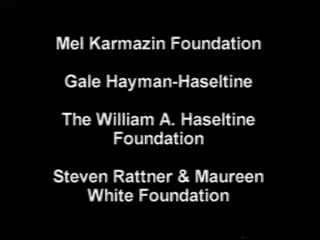 Mel Karmazin Foundation
Gale Hayman-Haseltine
The William A. Haseltine
Foundation
Steven Rattner & Maureen
White Foundation